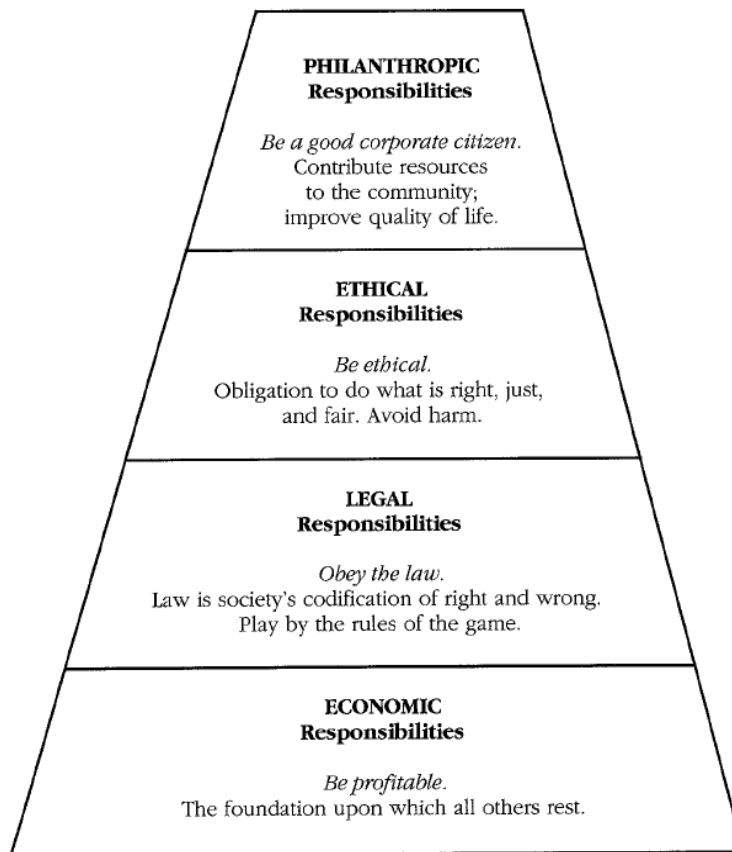 PHILANTHROPIC
Responsibilities
Be a good corporate citizen.
Contribute resources
to the community;
improve quality of life.
ETHICAL
Responsibilities
Be ethical.
Obligation to do what is right, just,
and fair. Avoid harm.
LEGAL
Responsibilities
Obey the law.
Law is society's codification of right and wrong.
Play by the rules of the game.
ECONOMIC
Responsibilities
Be profitable.
The foundation upon which all others rest.